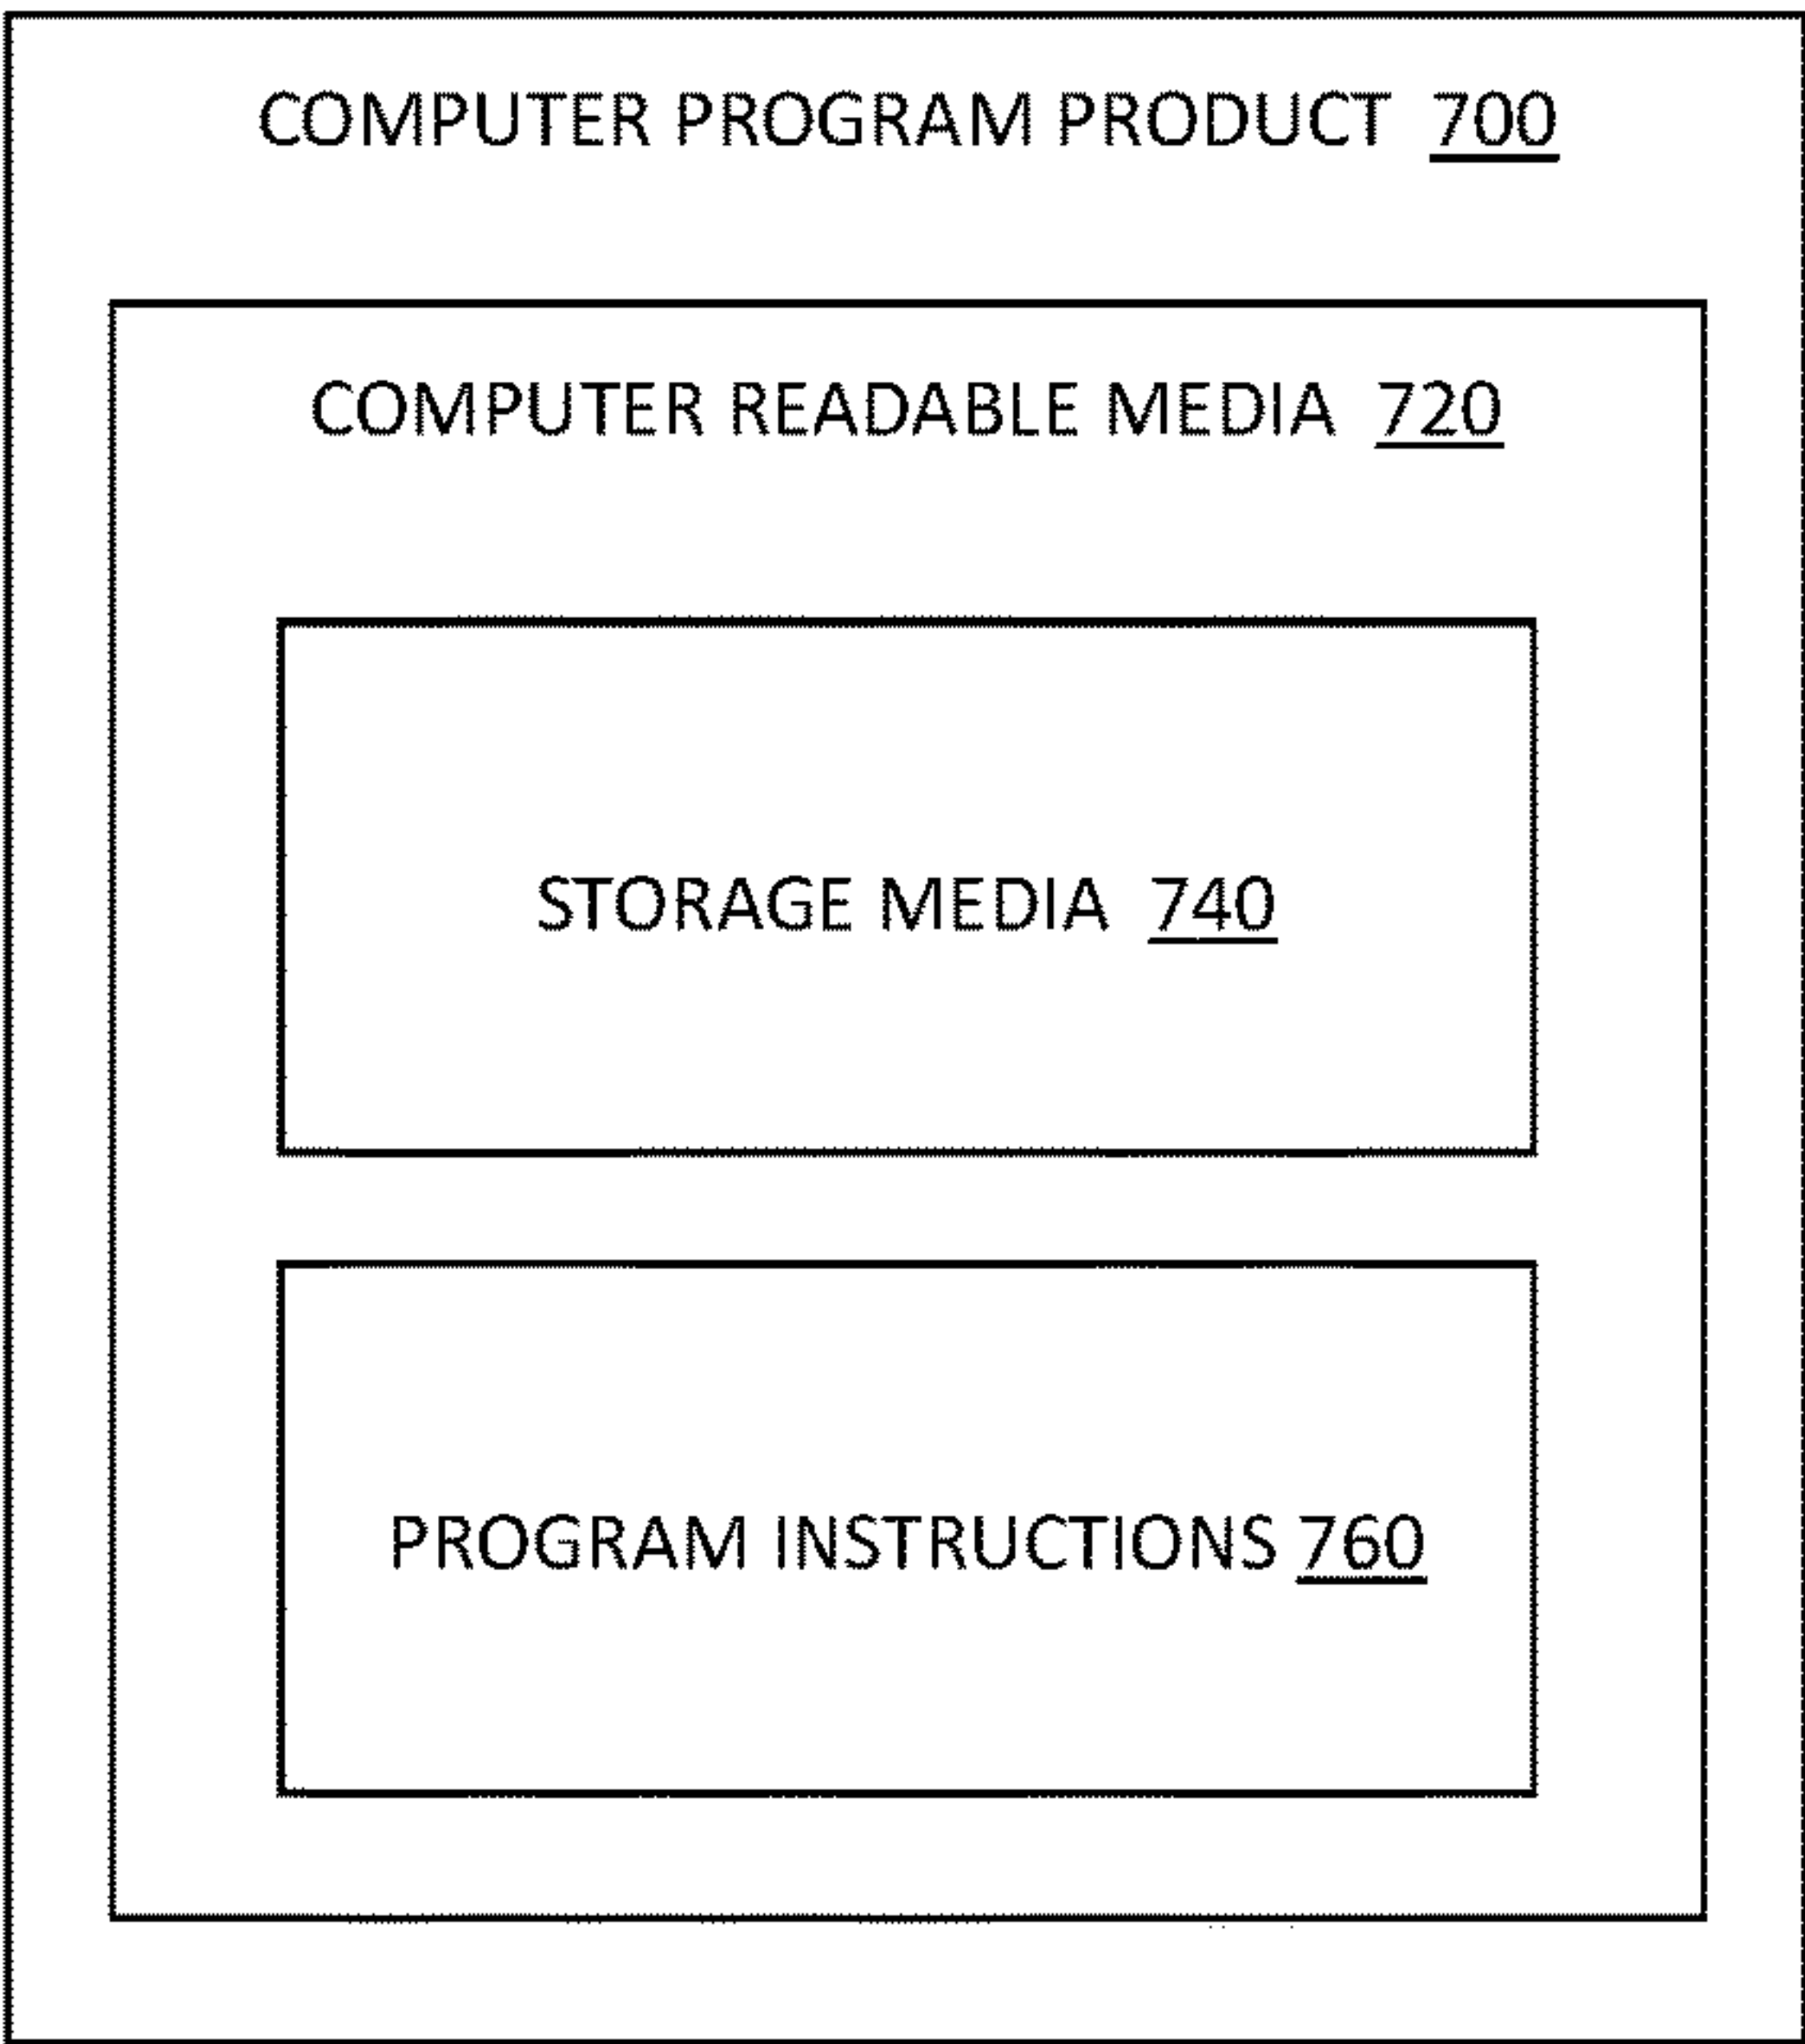 COMPUTER PROGRAM PRODUCT 700
COMPUTER READABLE MEDIA 720
STORAGE MEDIA 740
PROGRAM INSTRUCTIONS 760